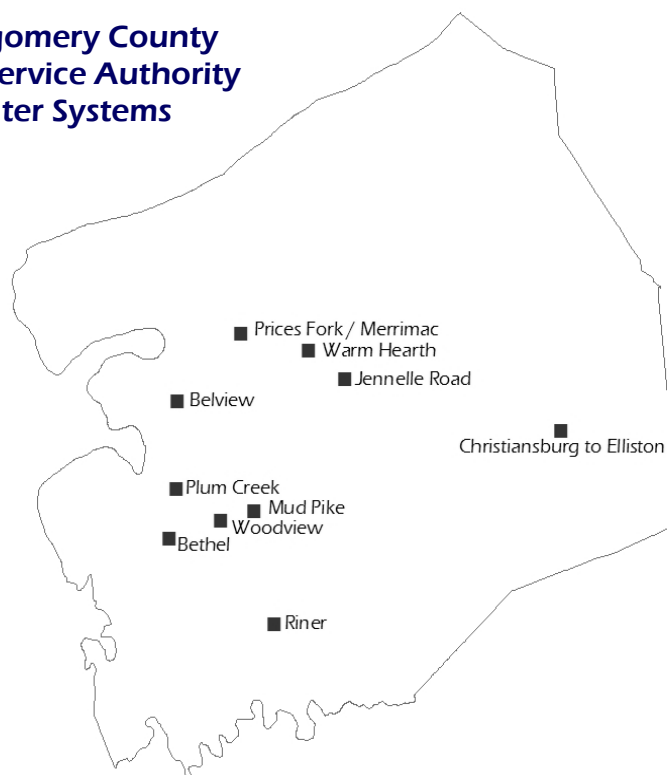 gomery County
ervice Authority
ter Systems
Prices Fork / Merrimac
Warm Hearth
Jennelle Road
Belview
Christiansburg to Elliston
Plum Creek
Mud Pike
Woodview
Bethel
Riner